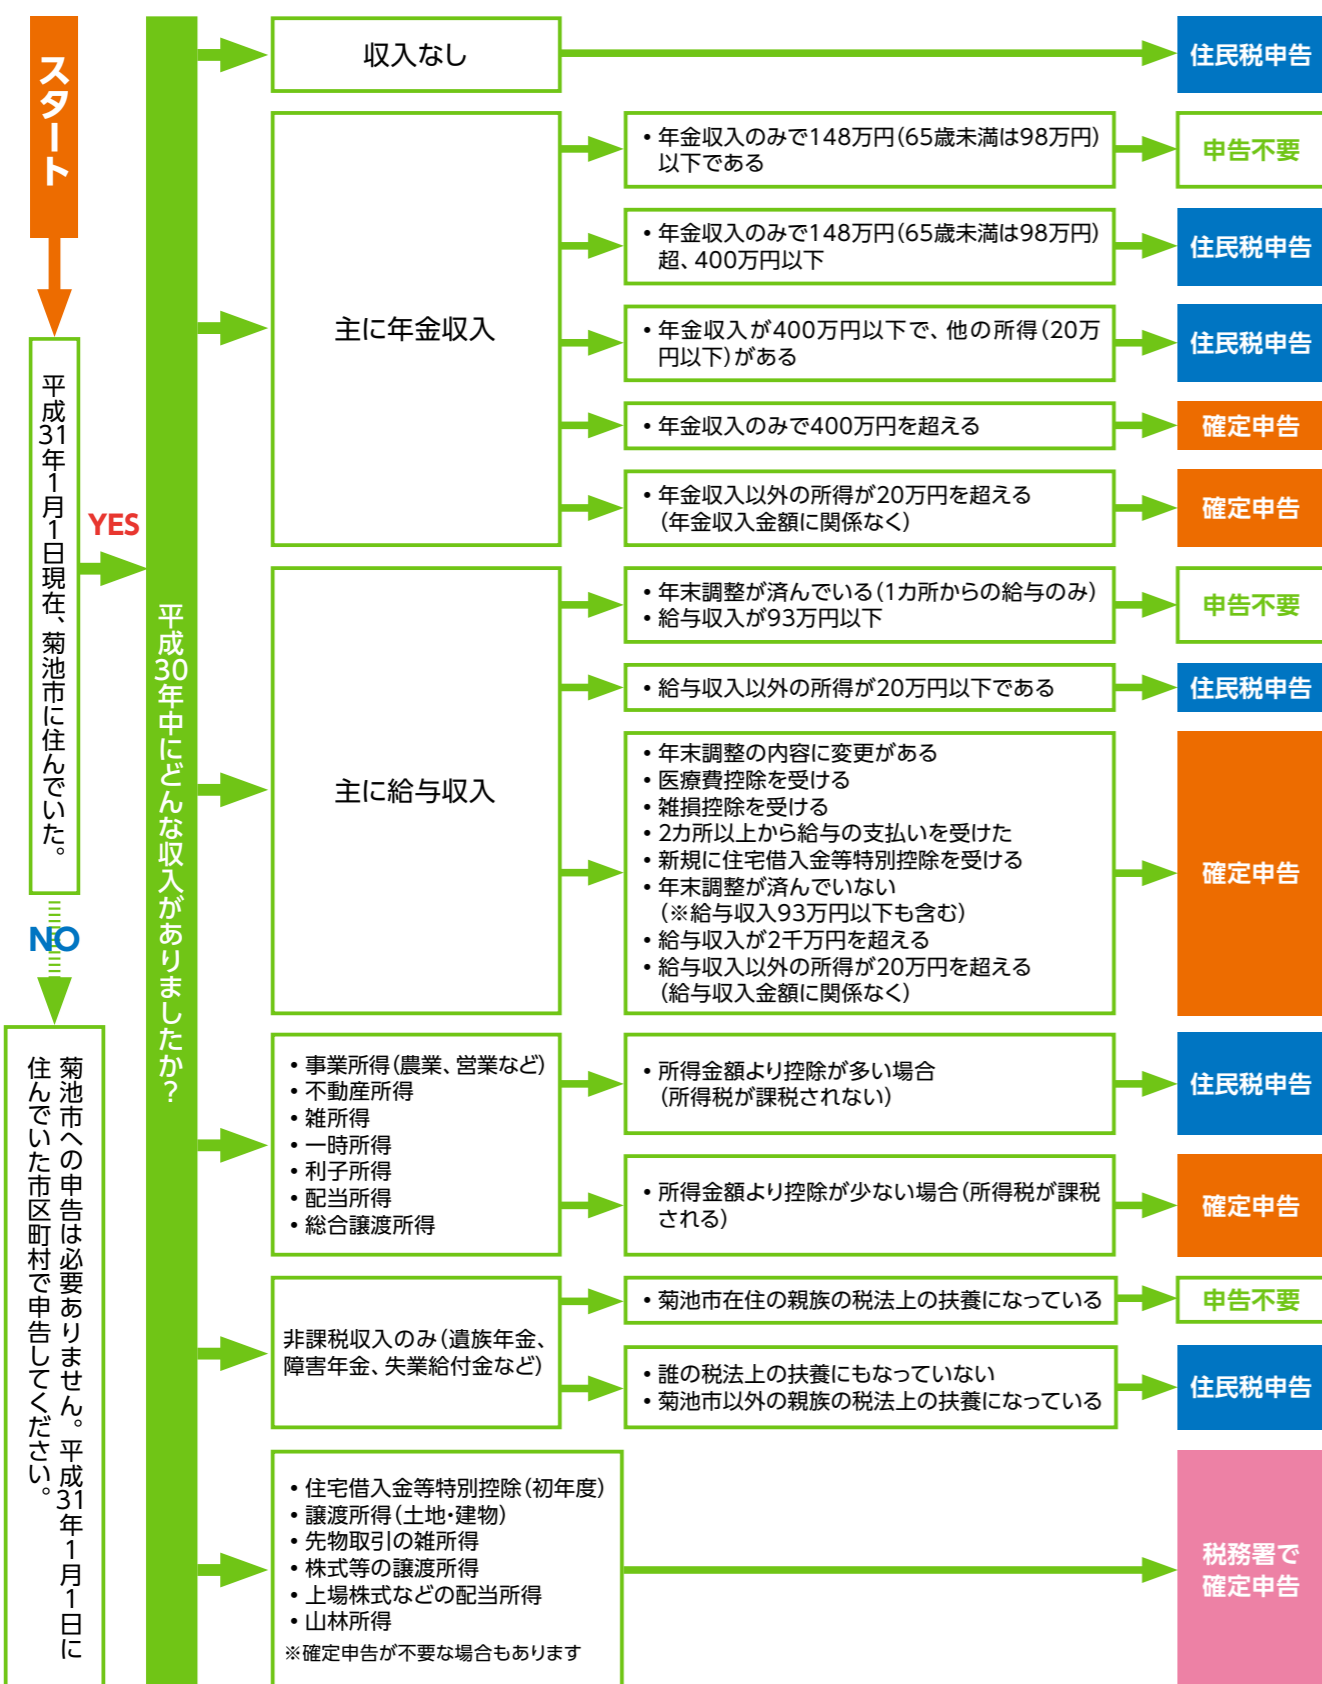 スタート
平成31年1月1日現在、菊池市に住んでいた。
YES
NO
菊池市への申告は必要ありません。平成31年1月1日に
住んでいた市区町村で申告してください。
平成30年中にどんな収入がありましたか?
収入なし
住民税申告
主に年金収入
• 年金収入のみで148万円(65歳未満は98万円)
以下である
申告不要
• 年金収入のみで148万円(65歳未満は98万円)
超、400万円以下
住民税申告
• 年金収入が400万円以下で、他の所得(20万
円以下)がある
住民税申告
• 年金収入のみで400万円を超える
確定申告
• 年金収入以外の所得が20万円を超える
(年金収入金額に関係なく)
確定申告
主に給与収入
• 年末調整が済んでいる(1カ所からの給与のみ)
• 給与収入が93万円以下
申告不要
• 給与収入以外の所得が20万円以下である
住民税申告
• 年末調整の内容に変更がある
• 医療費控除を受ける
• 雑損控除を受ける
• 2カ所以上から給与の支払いを受けた
• 新規に住宅借入金等特別控除を受ける
• 年末調整が済んでいない
(※給与収入93万円以下も含む)
• 給与収入が2千万円を超える
• 給与収入以外の所得が20万円を超える
(給与収入金額に関係なく)
確定申告
• 事業所得(農業、営業など)
• 不動産所得
• 雑所得
• 一時所得
• 利子所得
• 配当所得
• 総合譲渡所得
• 所得金額より控除が多い場合
(所得税が課税されない)
住民税申告
• 所得金額より控除が少ない場合(所得税が課税
される)
確定申告
非課税収入のみ(遺族年金、
障害年金、失業給付金など)
• 菊池市在住の親族の税法上の扶養になっている
申告不要
• 誰の税法上の扶養にもなっていない
• 菊池市以外の親族の税法上の扶養になっている
住民税申告
• 住宅借入金等特別控除(初年度)
• 譲渡所得(土地・建物)
• 先物取引の雑所得
• 株式等の譲渡所得
• 上場株式などの配当所得
• 山林所得
※確定申告が不要な場合もあります
税務署で
確定申告